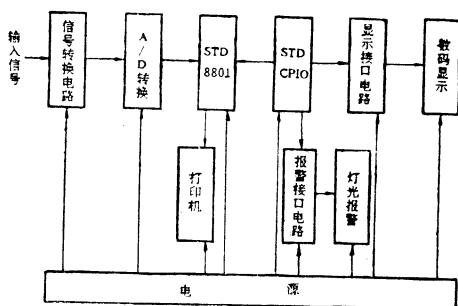 输入信号
信号转换电路
A/D转换
STD
8801
STD
CPIO
显示接口电路
数码显示
打印机
报警接口电路
灯光报警
电源